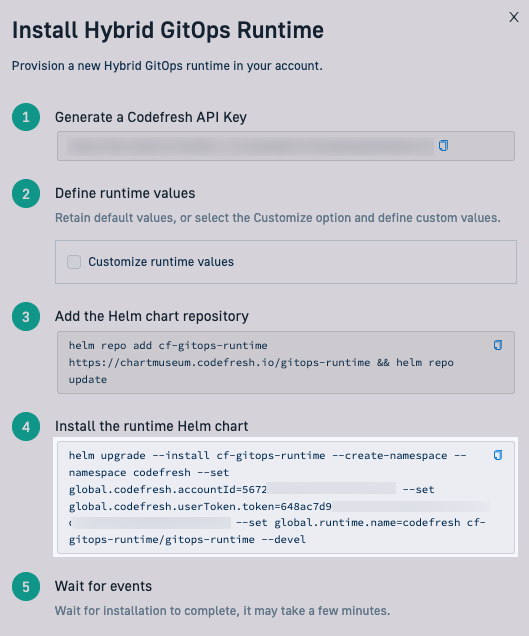 X
Install Hybrid GitOps Runtime
Provision a new Hybrid GitOps runtime in your account.
1
Generate a Codefresh API Key
2
Define runtime values
Retain default values, or select the Customize option and define custom values.
Customize runtime values
3
Add the Helm chart repository
helm repo add cf-gitops-runtime
https://chartmuseum.codefresh.io/gitops-runtime && helm repo
update
4
Install the runtime Helm chart
helm upgrade --install cf-gitops-runtime --create-namespace --
namespace codefresh --set
global.codefresh.accountId=5672 --set
global.codefresh.userToken.token=648ac7d9
--set global.runtime.name=codefresh cf-
gitops-runtime/gitops-runtime --devel
5
Wait for events
Wait for installation to complete, it may take a few minutes.